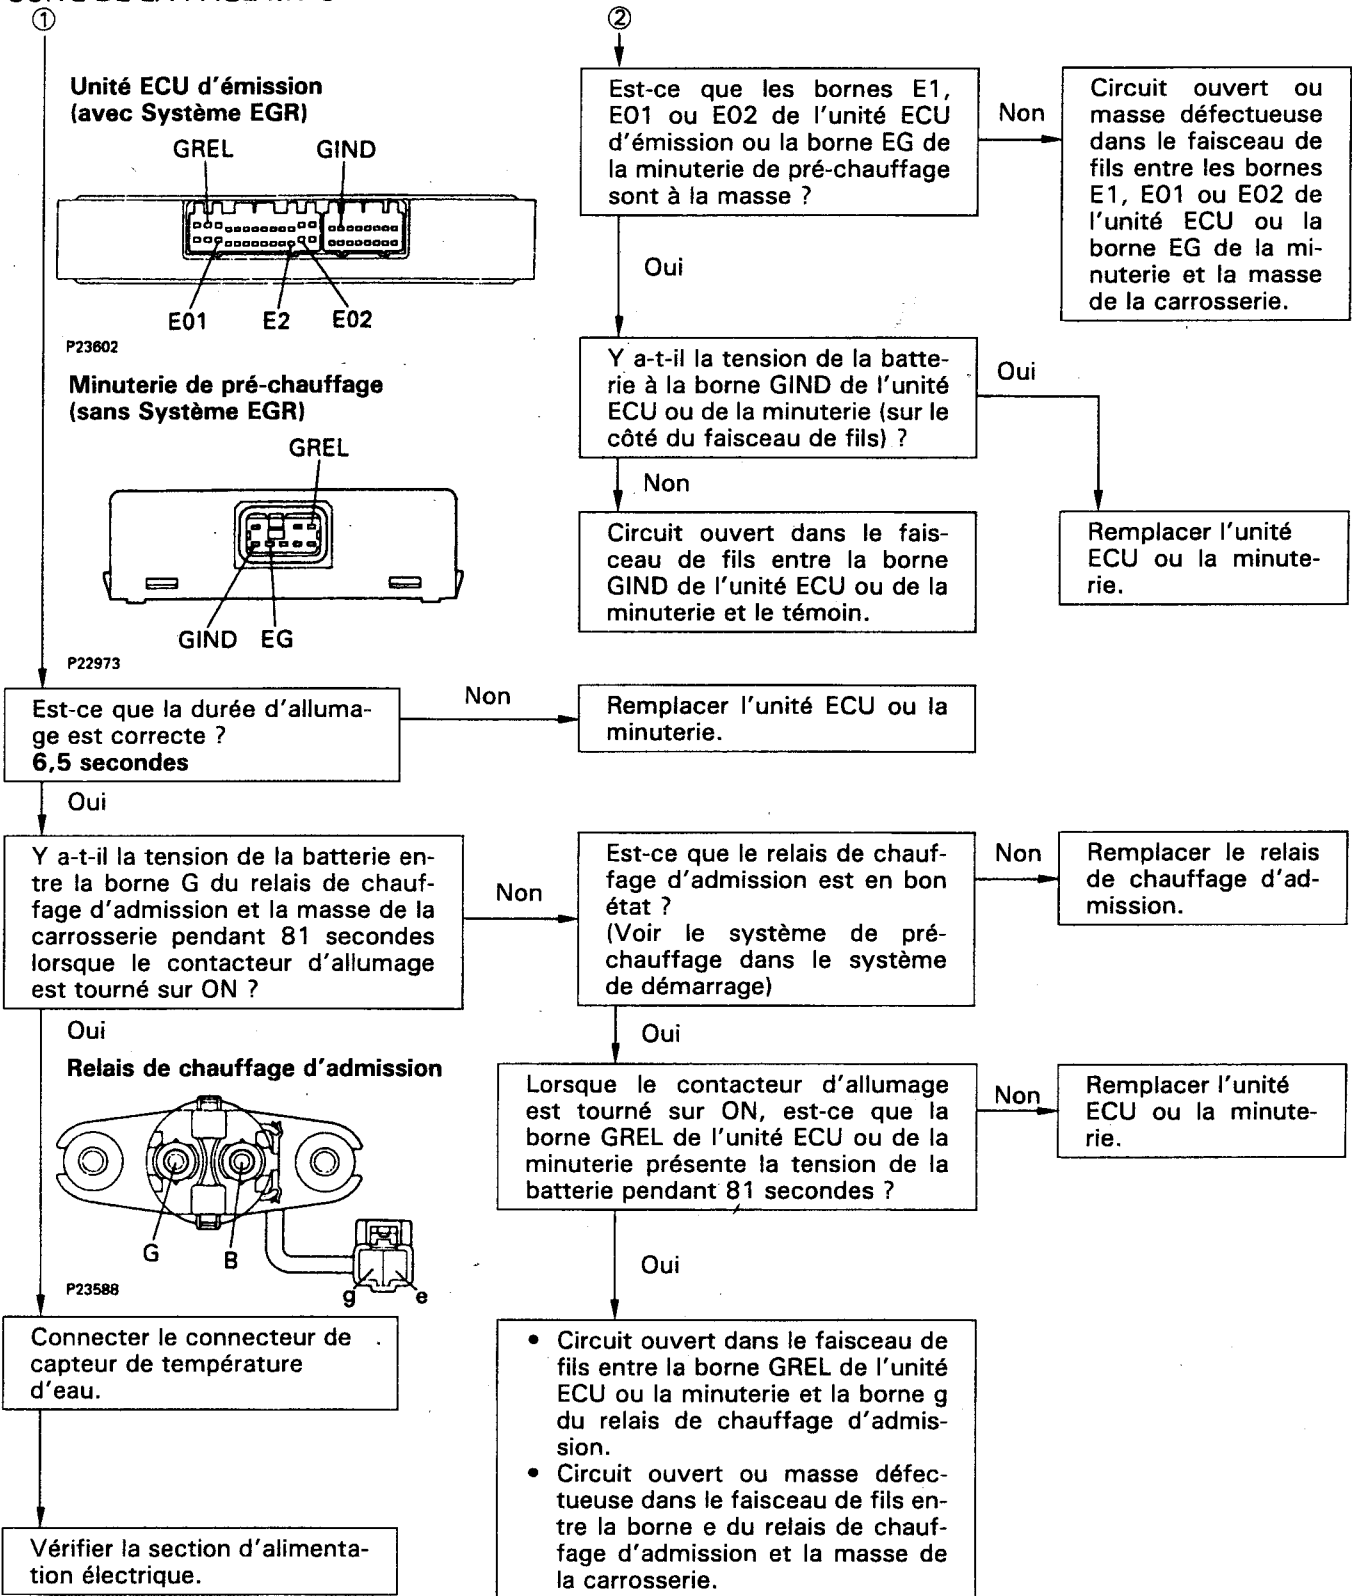 ①
②
Unité ECU d'émission
(avec Système EGR)
GREL GIND
E01 E2 E02
P23602
Minuterie de pré-chauffage
(sans Système EGR)
GREL
GIND EG
P22973
Est-ce que les bornes E1,
E01 ou E02 de l'unité ECU
d'émission ou la borne EG de
la minuterie de pré-chauffage
sont à la masse ?
Non
Circuit ouvert ou
masse défectueuse
dans le faisceau de
fils entre les bornes
E1, E01 ou E02 de
l'unité ECU ou la
borne EG de la mi-
nuterie et la masse
de la carrosserie.
Oui
Y a-t-il la tension de la batte-
rie à la borne GIND de l'unité
ECU ou de la minuterie (sur le
côté du faisceau de fils) ?
Oui
Non
Circuit ouvert dans le fais-
ceau de fils entre la borne
GIND de l'unité ECU ou de la
minuterie et le témoin.
Remplacer l'unité
ECU ou la minute-
rie.
Est-ce que la durée d'alluma-
ge est correcte ?
6,5 secondes
Non
Remplacer l'unité ECU ou la
minuterie.
Oui
Y a-t-il la tension de la batterie en-
tre la borne G du relais de chauf-
fage d'admission et la masse de la
carrosserie pendant 81 secondes
lorsque le contacteur d'allumage
est tourné sur ON ?
Non
Est-ce que le relais de chauf-
fage d'admission est en bon
état ?
(Voir le système de pré-
chauffage dans le système
de démarrage)
Non
Remplacer le relais
de chauffage d'ad-
mission.
Oui
Oui
Relais de chauffage d'admission
G B
g e
P23588
Lorsque le contacteur d'allumage
est tourné sur ON, est-ce que la
borne GREL de l'unité ECU ou de la
minuterie présente la tension de la
batterie pendant 81 secondes ?
Non
Remplacer l'unité
ECU ou la minute-
rie.
Oui
Connecter le connecteur de
capteur de température
d'eau.
• Circuit ouvert dans le faisceau de
fils entre la borne GREL de l'unité
ECU ou la minuterie et la borne g
du relais de chauffage d'admis-
sion.
• Circuit ouvert ou masse défec-
tueuse dans le faisceau de fils en-
tre la borne e du relais de chauf-
fage d'admission et la masse de
la carrosserie.
Vérifier la section d'alimenta-
tion électrique.